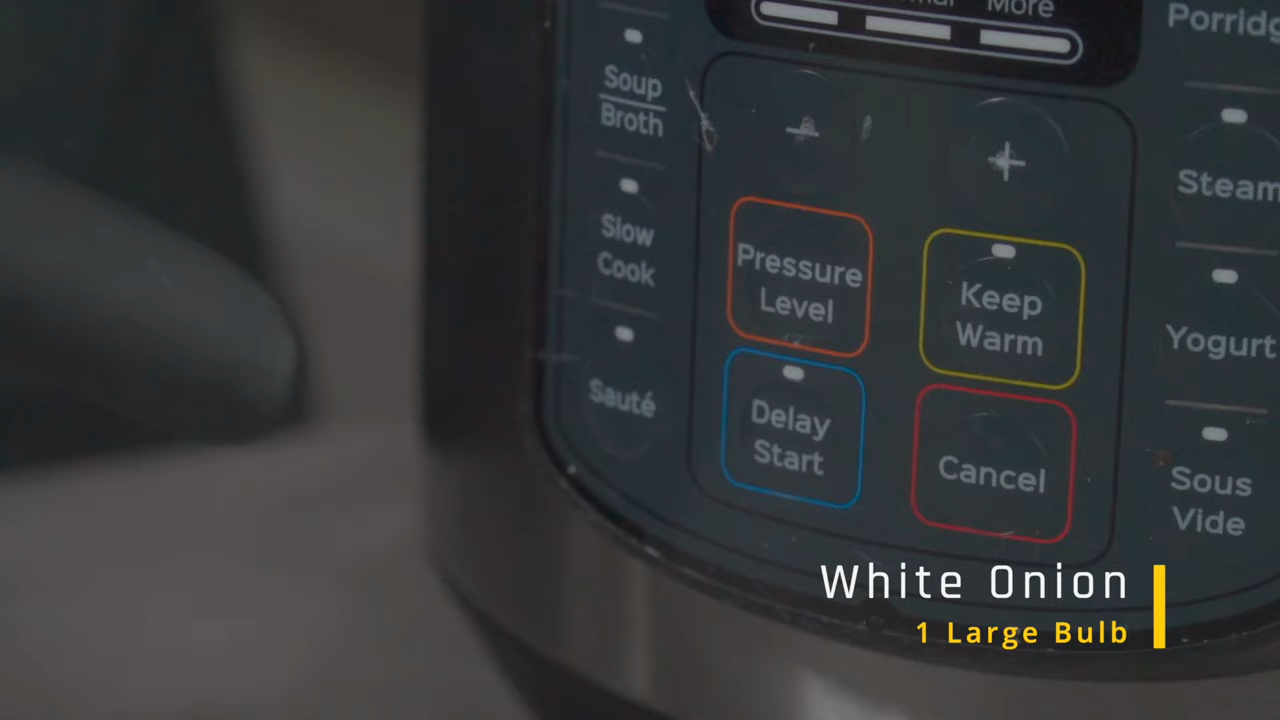 More
Soup
Broth
Slow
Cook
Sauté
Pressure
Level
Keep
Warm
Delay
Start
Cancel
Steam
Yogurt
Sous
Vide
White Onion
1 Large Bulb